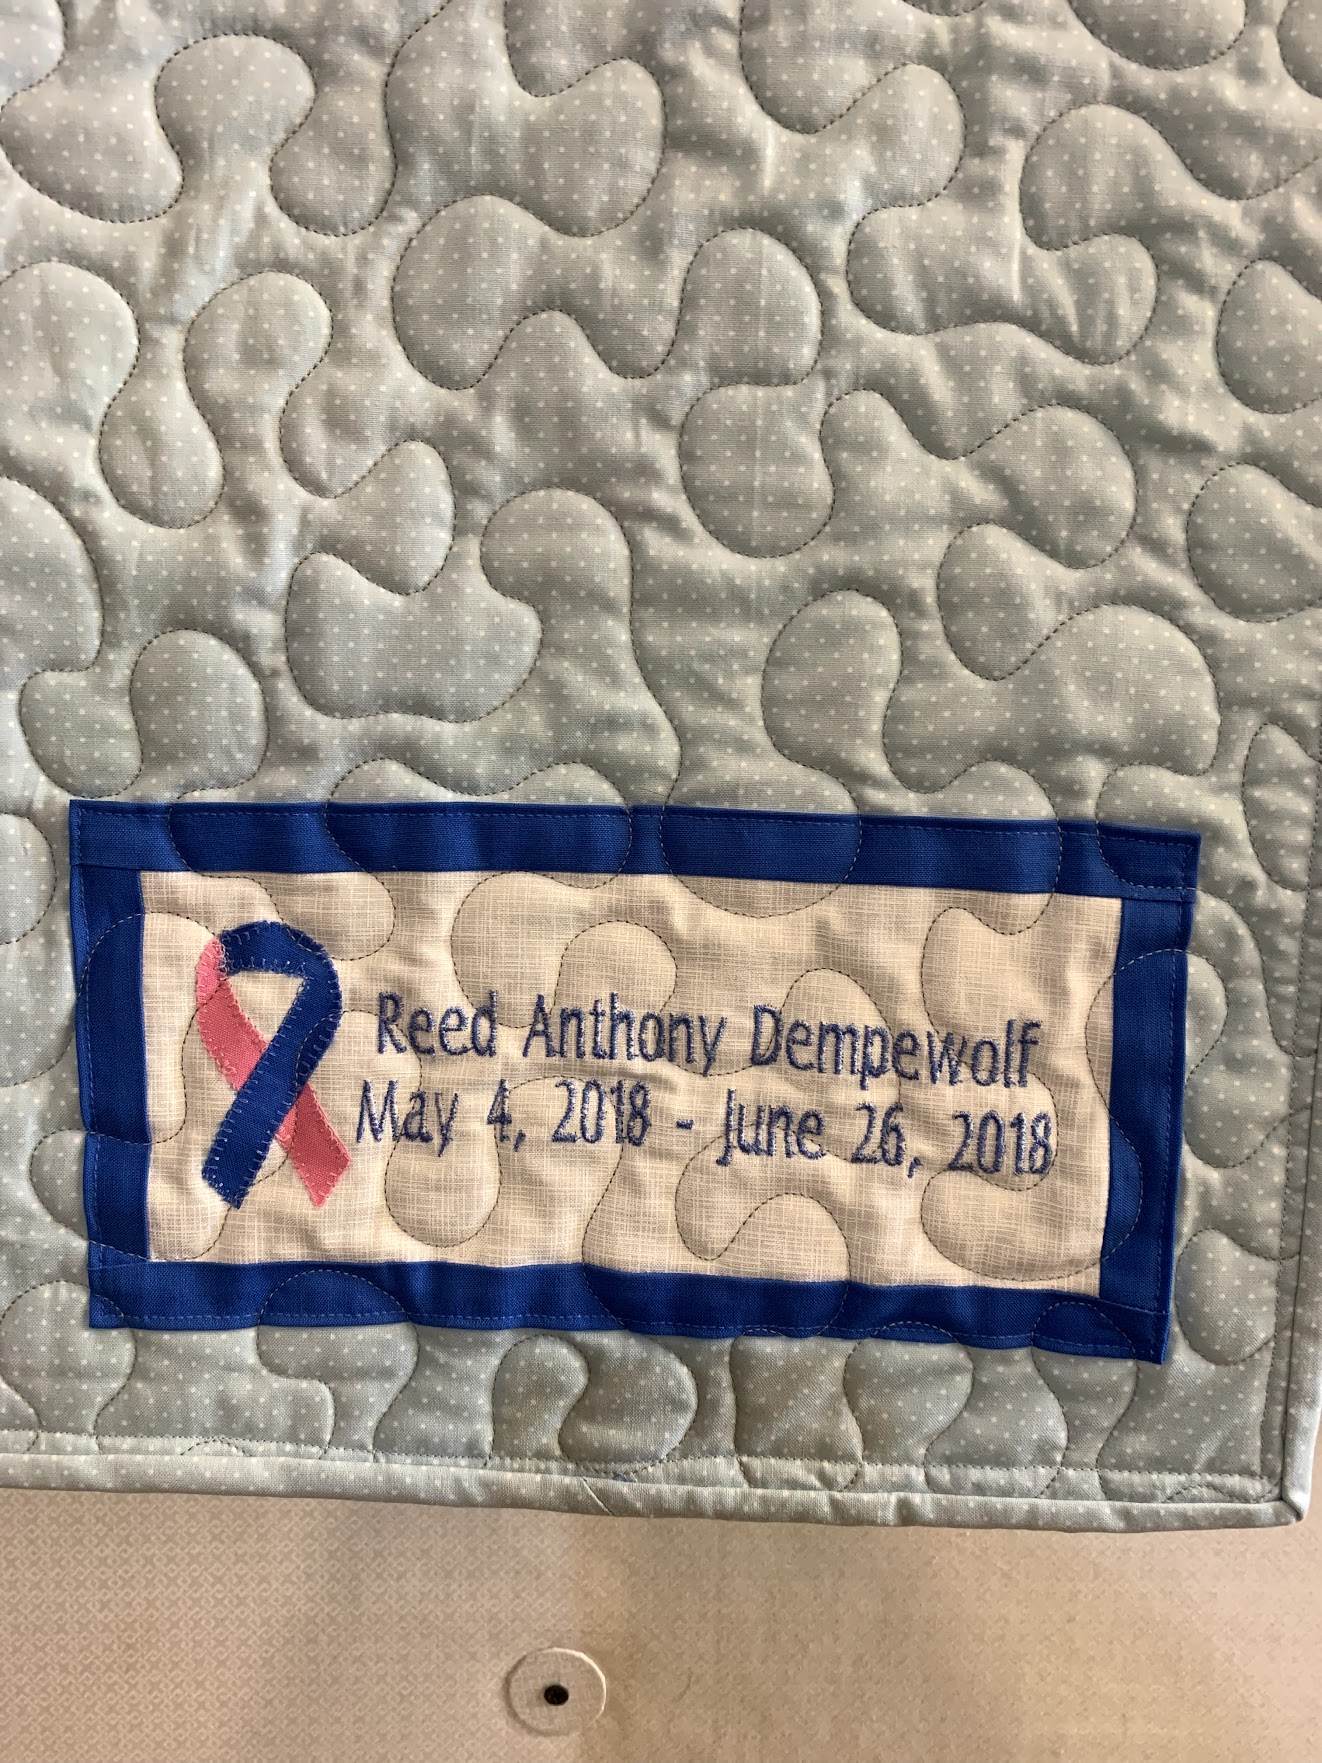 Reed Anthony Dempewolf
May 4, 2018 - June 26, 2018